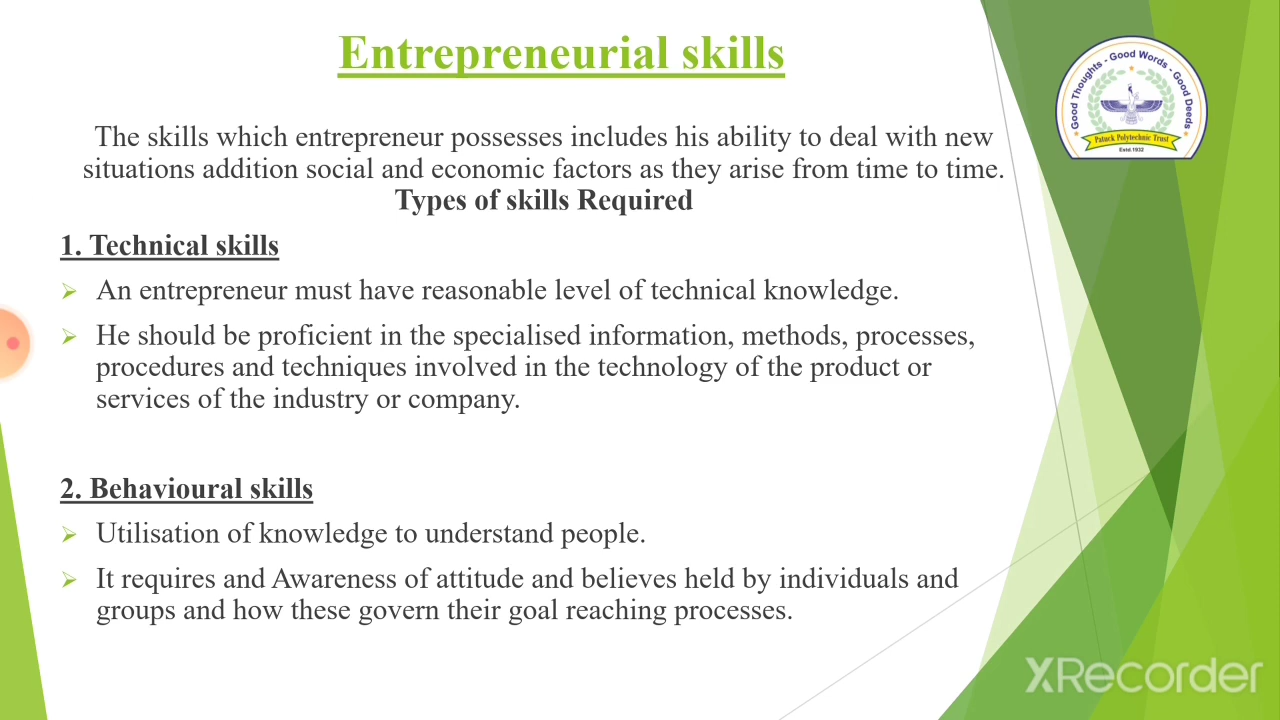 Entrepreneurial skills
Good Thoughts - Good Words - Good Deeds
Patuck Polytechnic Trust
Estd.1932
The skills which entrepreneur possesses includes his ability to deal with new
situations addition social and economic factors as they arise from time to time.
Types of skills Required
1. Technical skills
➢ An entrepreneur must have reasonable level of technical knowledge.
➢ He should be proficient in the specialised information, methods, processes,
procedures and techniques involved in the technology of the product or
services of the industry or company.
2. Behavioural skills
➢ Utilisation of knowledge to understand people.
➢ It requires and Awareness of attitude and believes held by individuals and
groups and how these govern their goal reaching processes.
XRecorder